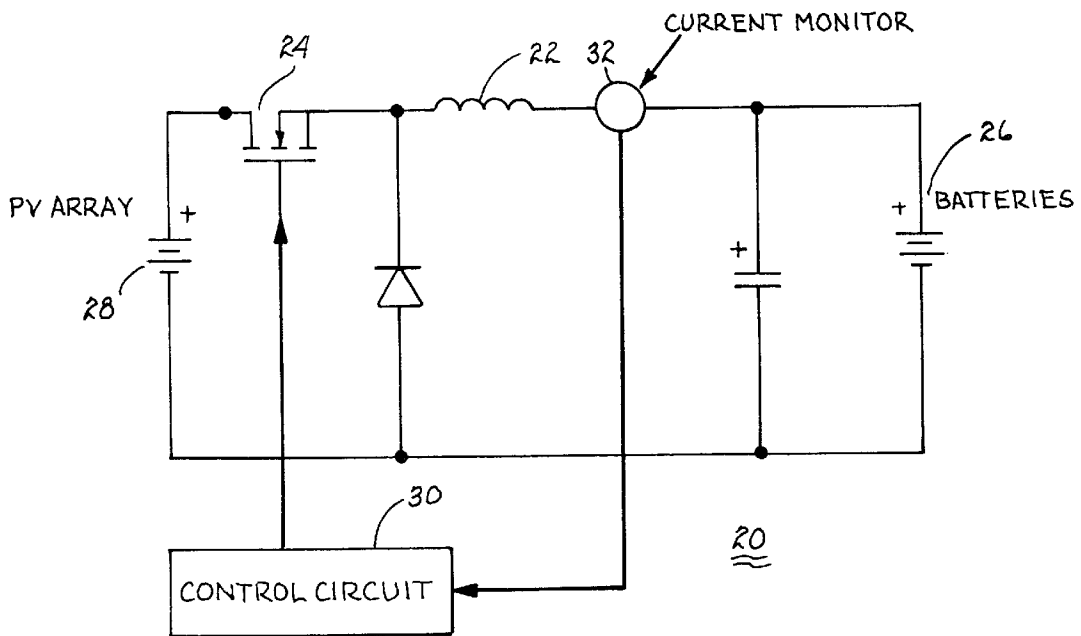 CURRENT MONITOR
24
22
32
26
PV ARRAY
+
+
BATTERIES
+
28
30
20
CONTROL CIRCUIT